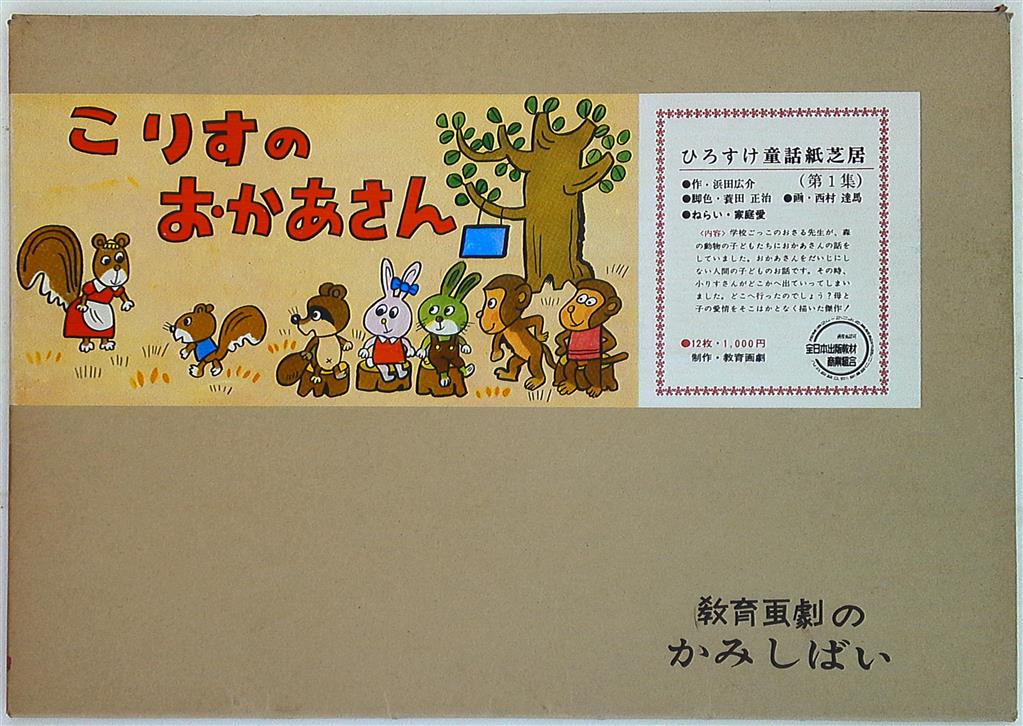 こりすの
おかあさん
ひろすけ童話紙芝居
(第1集)
●作・浜田広介
●脚色・蓑田 正治 ●画・西村 達馬
●ねらい・家庭愛
〈内容〉学校ごっこのおさる先生が、森
の動物の子どもたちにおかあさんの話を
していました。おかあさんをだいじにし
ない人間の子どものお話です。その時、
小りすさんがどこかへ出ていってしまい
ました。どこへ行ったのでしょう?母と
子の愛情をそこはかとなく描いた傑作!
●12枚・1,000円
制作・教育画劇
全日本出版教材
商業組合
教育画劇の
かみしばい